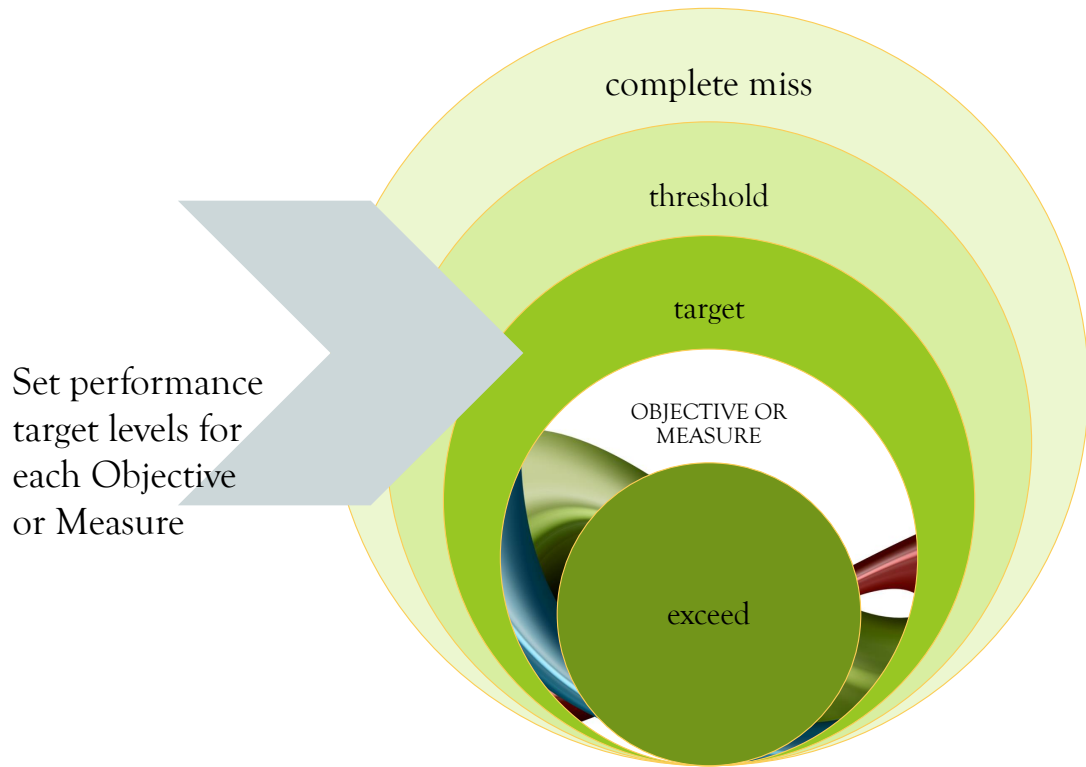 complete miss
threshold
target
OBJECTIVE OR
MEASURE
exceed
Set performance
target levels for
each Objective
or Measure